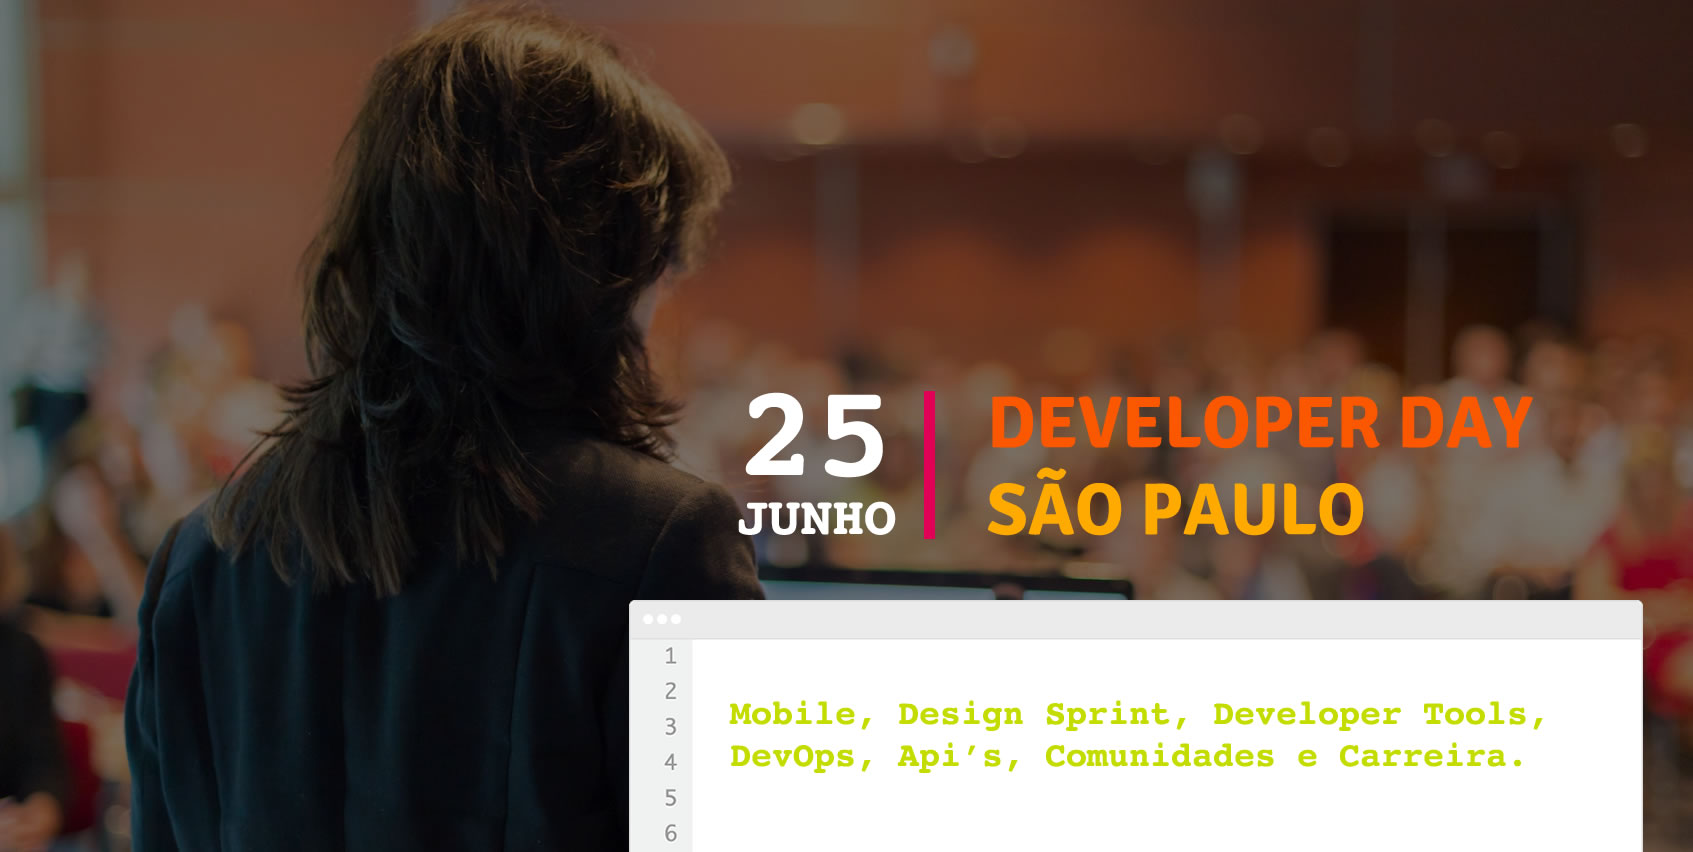 25
JUNHO
DEVELOPER DAY
SÃO PAULO
1
2
3
4
5
6
Mobile, Design Sprint, Developer Tools,
DevOps, Api’s, Comunidades e Carreira.